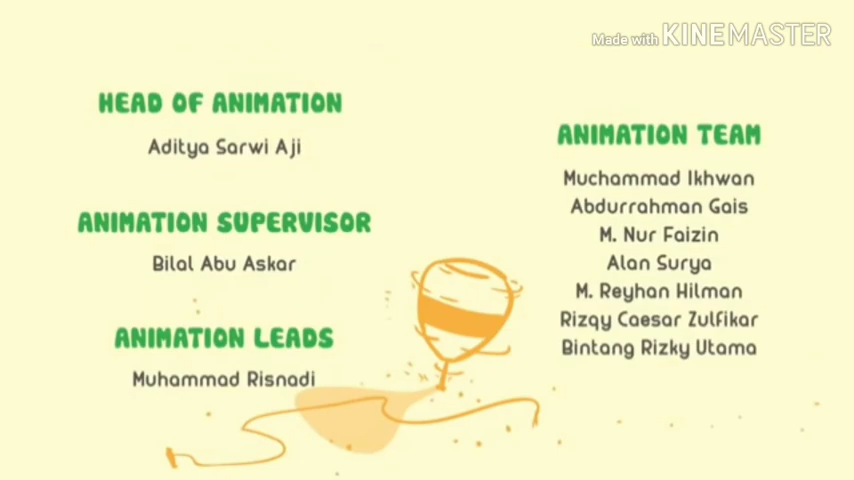 Made with KINEMASTER
HEAD OF ANIMATION
Aditya Sarwi Aji
ANIMATION SUPERVISOR
Bilal Abu Askar
ANIMATION LEADS
Muhammad Risnadi
ANIMATION TEAM
Muchammad Ikhwan
Abdurrahman Gais
M. Nur Faizin
Alan Surya
M. Reyhan Hilman
Rizqy Caesar Zulfikar
Bintang Rizky Utama